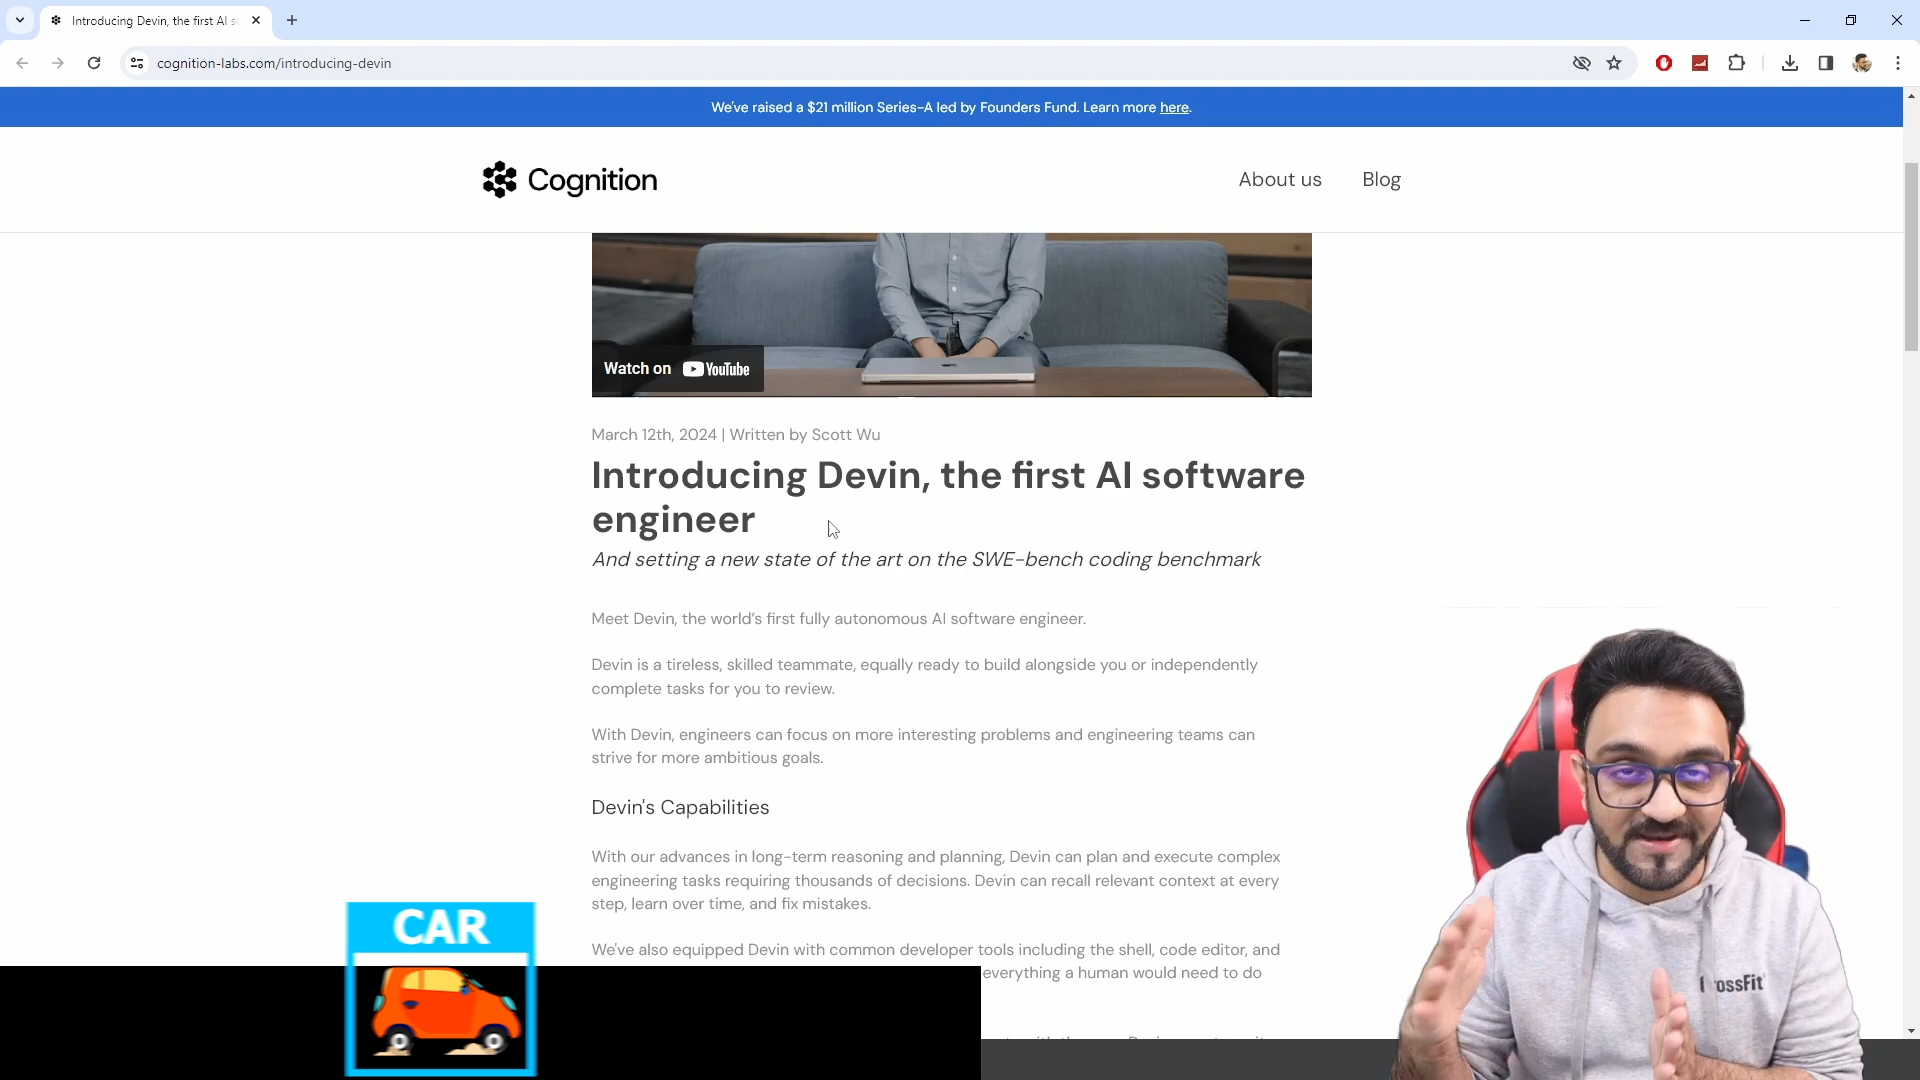 Introducing Devin, the first AI s
cognition-labs.com/introducing-devin
We've raised a $21 million Series-A led by Founders Fund. Learn more here.
Cognition
About us
Blog
Watch on YouTube
March 12th, 2024 | Written by Scott Wu
Introducing Devin, the first AI software
engineer
And setting a new state of the art on the SWE-bench coding benchmark
Meet Devin, the world's first fully autonomous AI software engineer.
Devin is a tireless, skilled teammate, equally ready to build alongside you or independently
complete tasks for you to review.
With Devin, engineers can focus on more interesting problems and engineering teams can
strive for more ambitious goals.
Devin's Capabilities
With our advances in long-term reasoning and planning, Devin can plan and execute complex
engineering tasks requiring thousands of decisions. Devin can recall relevant context at every
step, learn over time, and fix mistakes.
We've also equipped Devin with common developer tools including the shell, code editor, and
everything a human would need to do
CAR